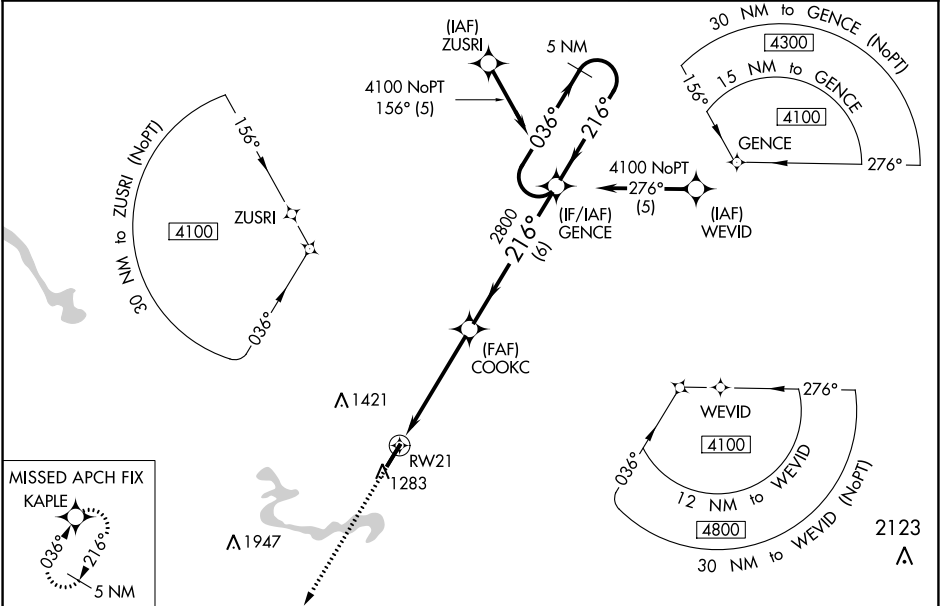 30 NM to ZUSRI (NoPT)
156°
ZUSRI
4100
036°
(IAF)
ZUSRI
4100 NoPT
156° (5)
5 NM
036°
216°
(IF/IAF)
GENCE
4100 NoPT
276°
(5)
(IAF)
WEVID
2800
216°
(6)
(FAF)
COOKC
1421
RW21
1283
1947
30 NM to GENCE (NoPT)
4300
15 NM to GENCE
4100
156°
GENCE
276°
276°
WEVID
4100
036°
12 NM to WEVID
4800
30 NM to WEVID (NoPT)
2123
MISSED APCH FIX
KAPLE
036°
216°
5 NM